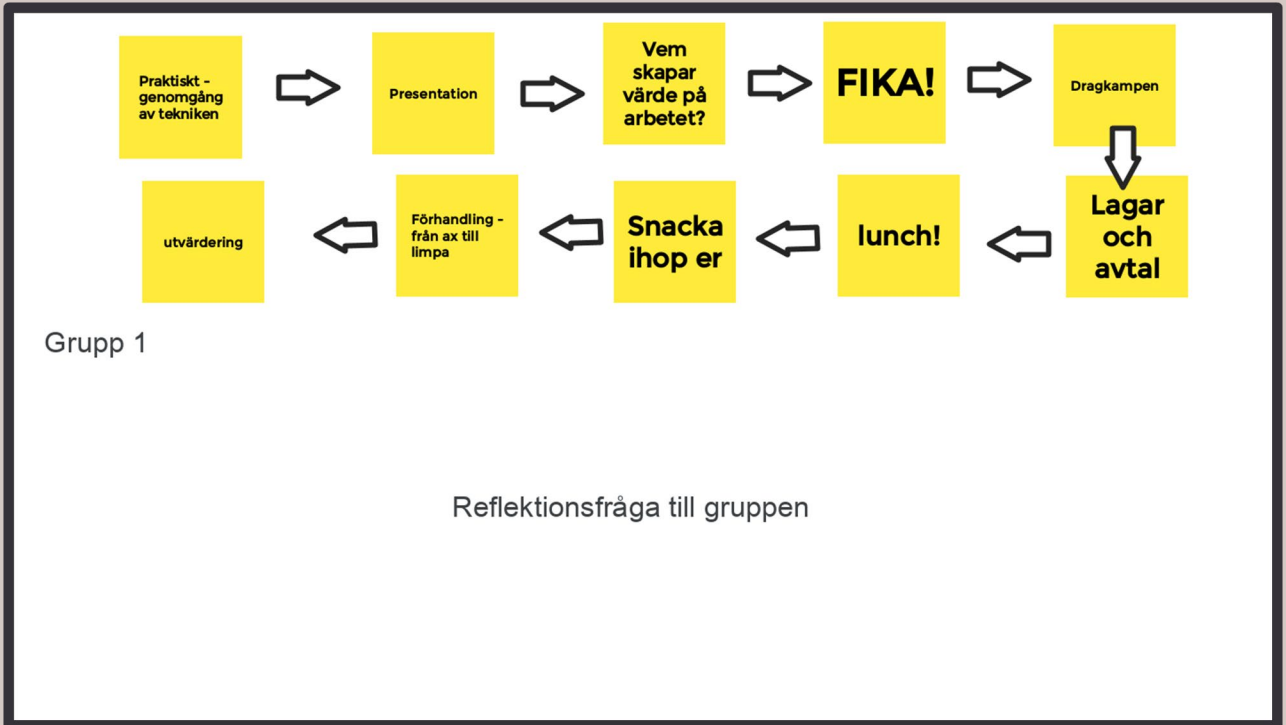 Praktiskt -
genomgång
av tekniken
Presentation
Vem
skapar
värde på
arbetet?
FIKA!
Dragkampen
Lagar
och
avtal
lunch!
Snacka
ihop er
Förhandling -
från ax till
limpa
utvärdering
Grupp 1
Reflektionsfråga till gruppen